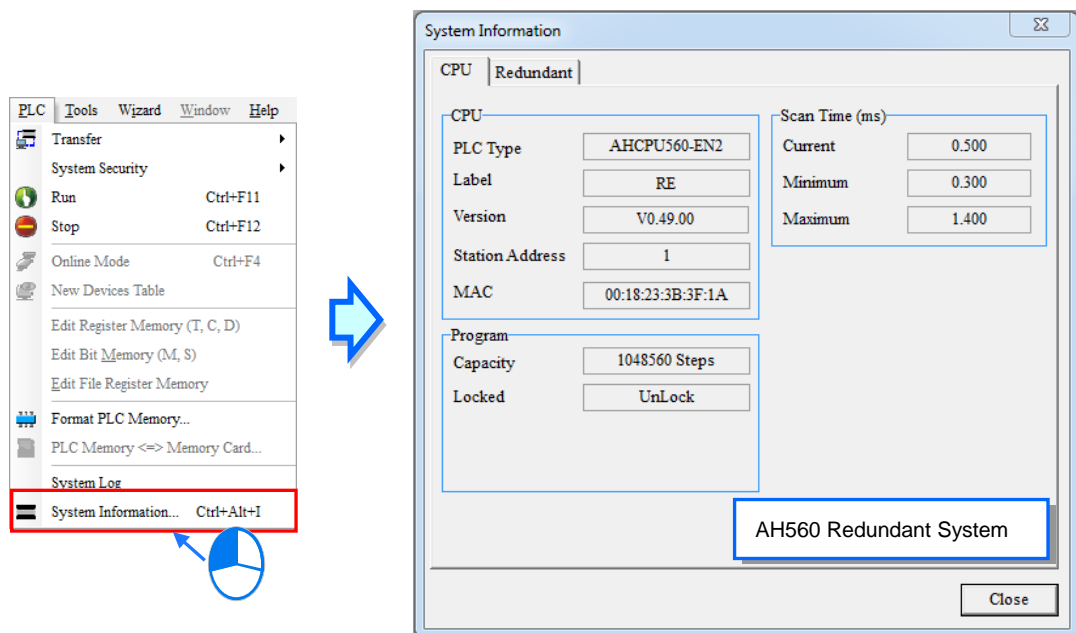 PLC Tools Wizard Window Help
Transfer
System Security
Run Ctrl+F11
Stop Ctrl+F12
Online Mode Ctrl+F4
New Devices Table
Edit Register Memory (T, C, D)
Edit Bit Memory (M, S)
Edit File Register Memory
Format PLC Memory...
PLC Memory <=> Memory Card...
System Log
System Information... Ctrl+Alt+I
System Information
CPU Redundant
CPU
PLC Type AHCPU560-EN2
Label RE
Version V0.49.00
Station Address 1
MAC 00:18:23:3B:3F:1A
Program
Capacity 1048560 Steps
Locked UnLock
Scan Time (ms)
Current 0.500
Minimum 0.300
Maximum 1.400
AH560 Redundant System
Close